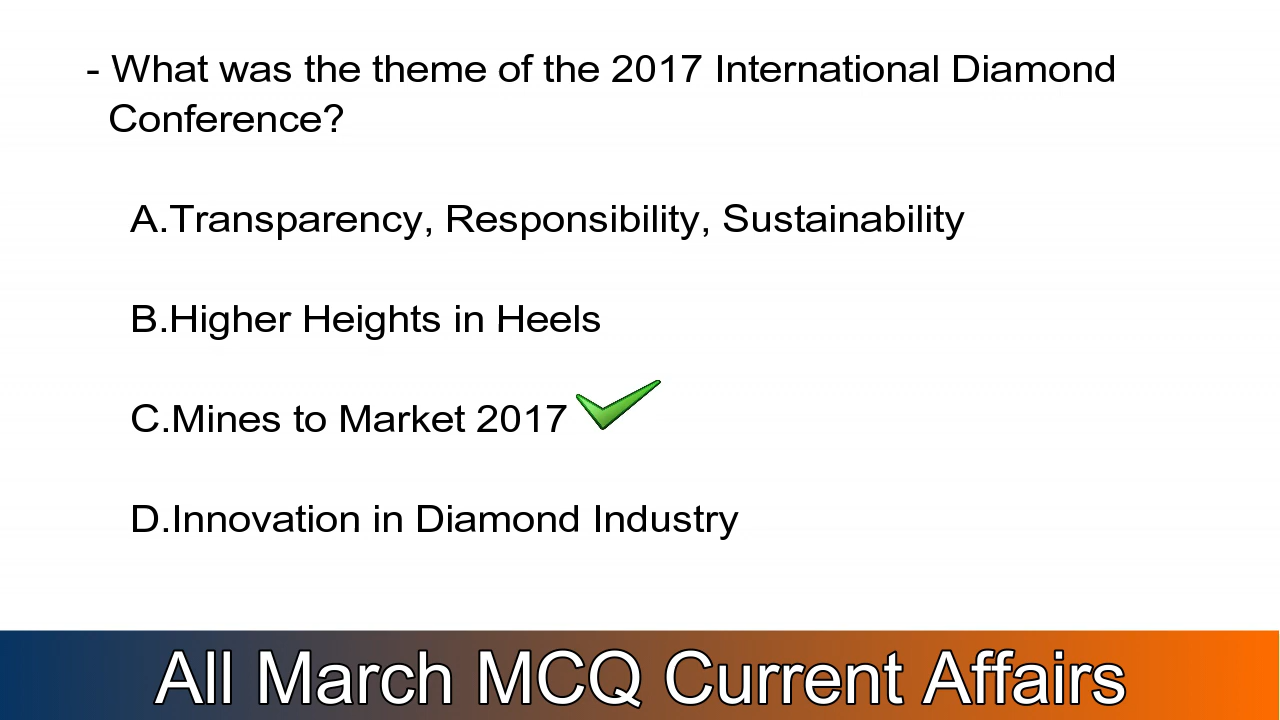 - What was the theme of the 2017 International Diamond
Conference?
A.Transparency, Responsibility, Sustainability
B.Higher Heights in Heels
C.Mines to Market 2017
D.Innovation in Diamond Industry
All March MCQ Current Affairs